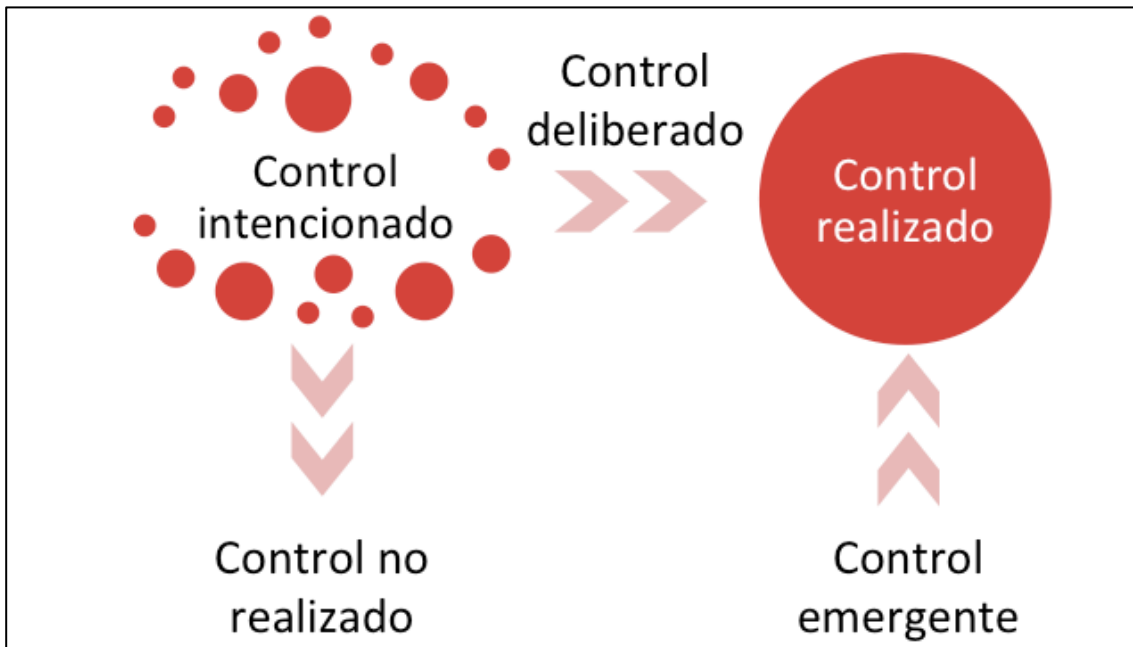 Control
deliberado
Control
intencionado
Control
realizado
Control no
realizado
Control
emergente